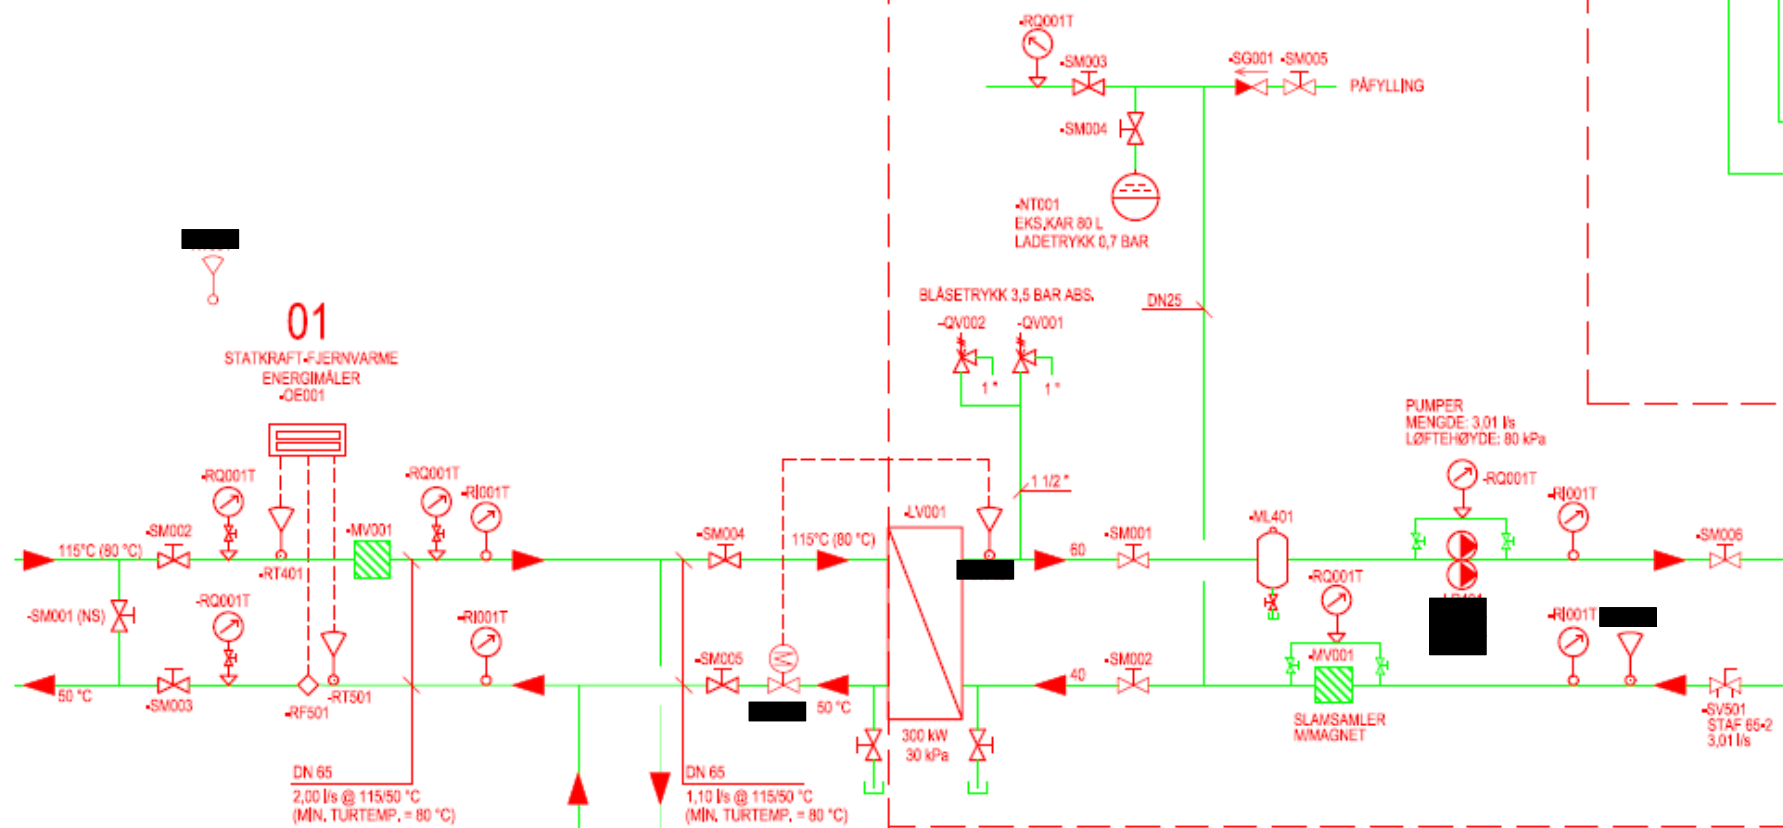 -RQ001T
-SM003
-SG001
-SM005
PÅFYLLING
-SM004
-NT001
EKS.KAR 80 L
LADETRYKK 0,7 BAR
BLÅSETRYKK 3,5 BAR ABS.
-QV002
-QV001
1 "
1 "
DN25
1 1/2 "
01
STATKRAFT-FJERNVARME
ENERGIMÅLER
-OE001
PUMPER
MENGDE: 3,01 l/s
LØFTEHØYDE: 80 kPa
-RQ001T
-RQ001T
-RI001T
-RQ001T
-RI001T
-SM002
-MV001
-SM004
-LV001
-SM001
-ML401
-SM006
115°C (80 °C)
115°C (80 °C)
60
-RT401
-RQ001T
-RQ001T
-SM001 (NS)
-RI001T
-RI001T
-SM005
-SM002
-MV001
40
50 °C
-SM003
-RF501
-RT501
50 °C
300 kW
30 kPa
SLAMSAMLER
M/MAGNET
-SV501
STAF 65-2
3,01 l/s
DN 65
2,00 l/s @ 115/50 °C
(MIN. TURTEMP. = 80 °C)
DN 65
1,10 l/s @ 115/50 °C
(MIN. TURTEMP. = 80 °C)
M